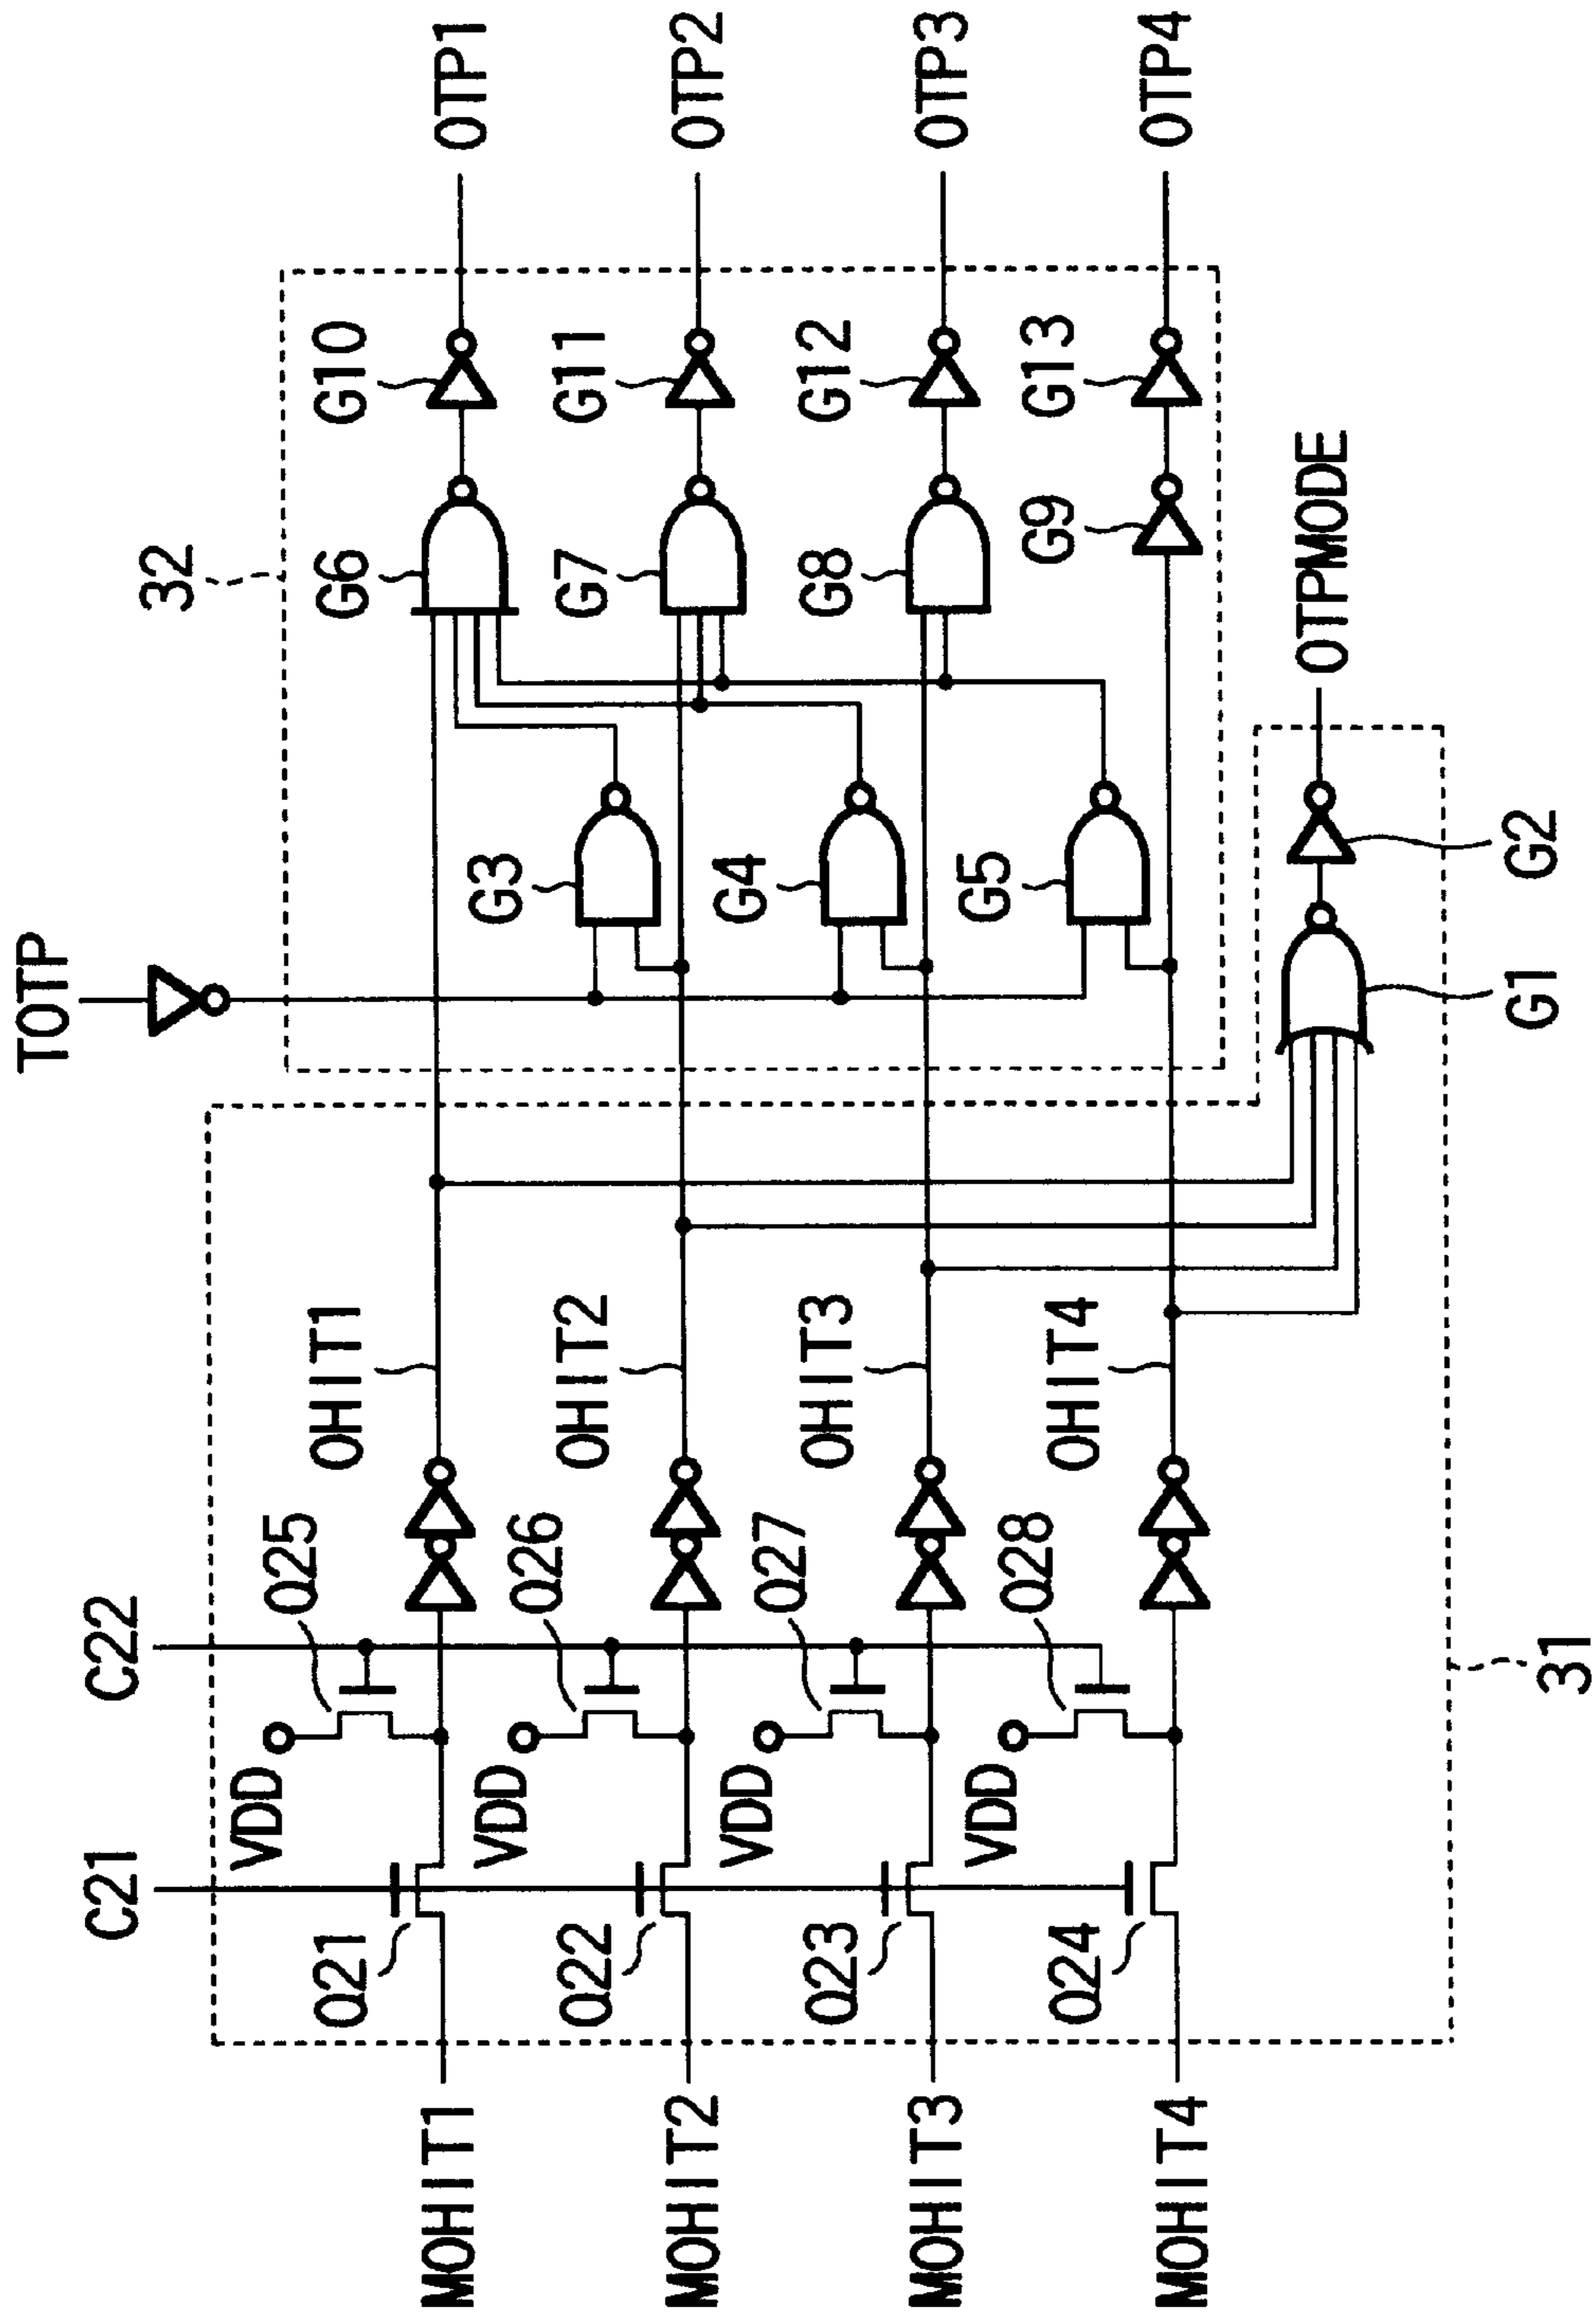 TOTP
C21
C22
32
VDD
Q25
Q21
OHIT1
G6
G10
MOHIT1
OTP1
VDD
G3
Q26
Q22
OHIT2
G7
G11
MOHIT2
OTP2
VDD
G4
Q27
Q23
OHIT3
G8
G12
MOHIT3
OTP3
VDD
G5
Q28
Q24
OHIT4
G9
G13
MOHIT4
OTP4
OTPMODE
G1
G2
31